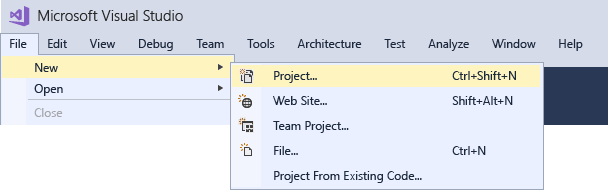 Microsoft Visual Studio
File Edit View Debug Team Tools Architecture Test Analyze Window Help
New
Project... Ctrl+Shift+N
Open
Web Site... Shift+Alt+N
Close
Team Project...
File... Ctrl+N
Project From Existing Code...